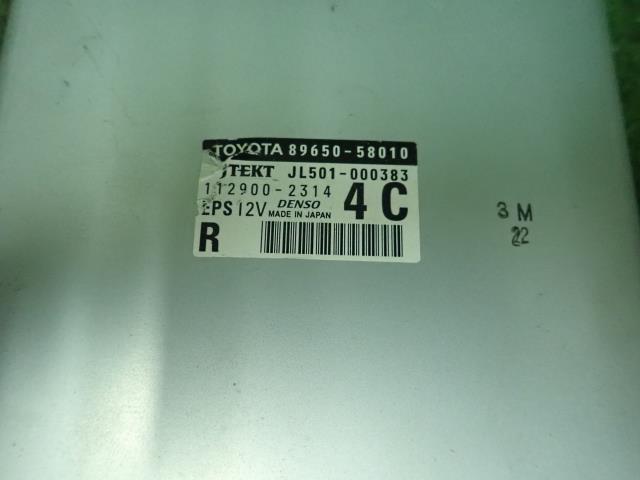 TOYOTA 89650-58010
JTEKT JL501-000383
112900-2314
EPS 12V DENSO MADE IN JAPAN 4C
R
3 M
22